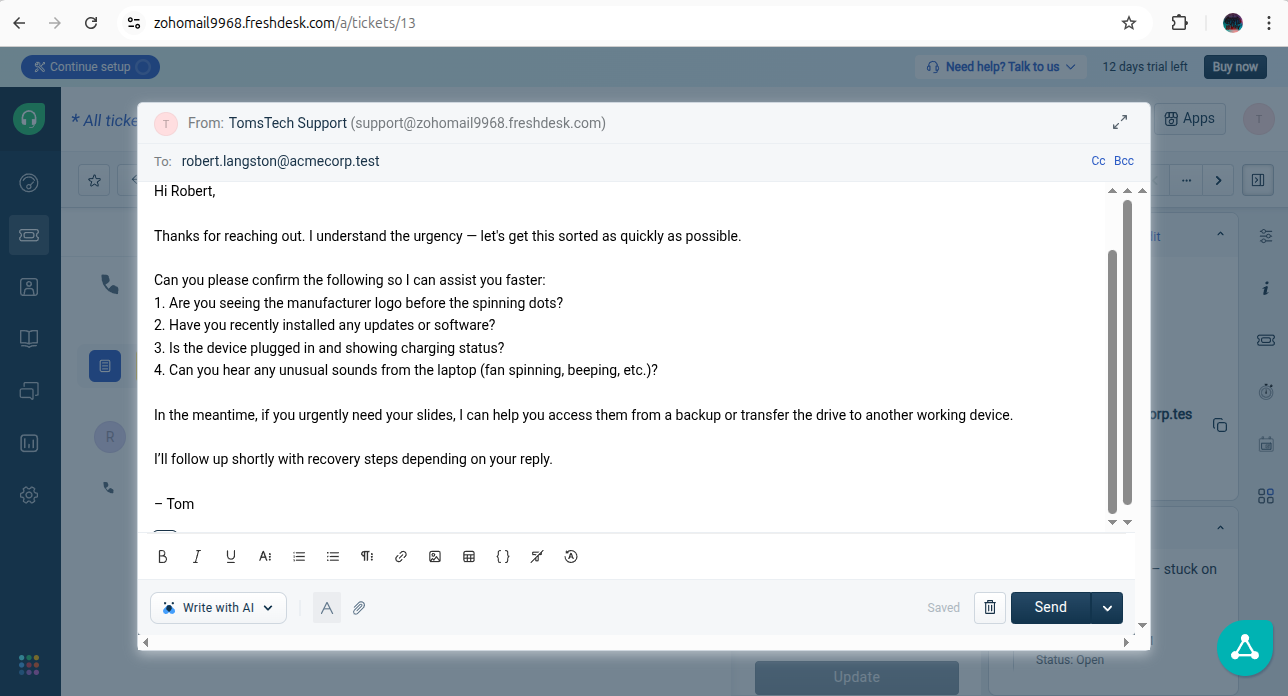 zohomail9968.freshdesk.com/a/tickets/13
Continue setup
Need help? Talk to us
12 days trial left
Buy now
* All ticke
Apps
T
T
From: TomsTech Support (support@zohomail9968.freshdesk.com)
To: robert.langston@acmecorp.test
Cc Bcc
Hi Robert,
Thanks for reaching out. I understand the urgency — let's get this sorted as quickly as possible.
Can you please confirm the following so I can assist you faster:
1. Are you seeing the manufacturer logo before the spinning dots?
2. Have you recently installed any updates or software?
3. Is the device plugged in and showing charging status?
4. Can you hear any unusual sounds from the laptop (fan spinning, beeping, etc.)?
In the meantime, if you urgently need your slides, I can help you access them from a backup or transfer the drive to another working device.
I’ll follow up shortly with recovery steps depending on your reply.
– Tom
R
orp.tes
– stuck on
Write with AI
Saved
Send
Status: Open
Update